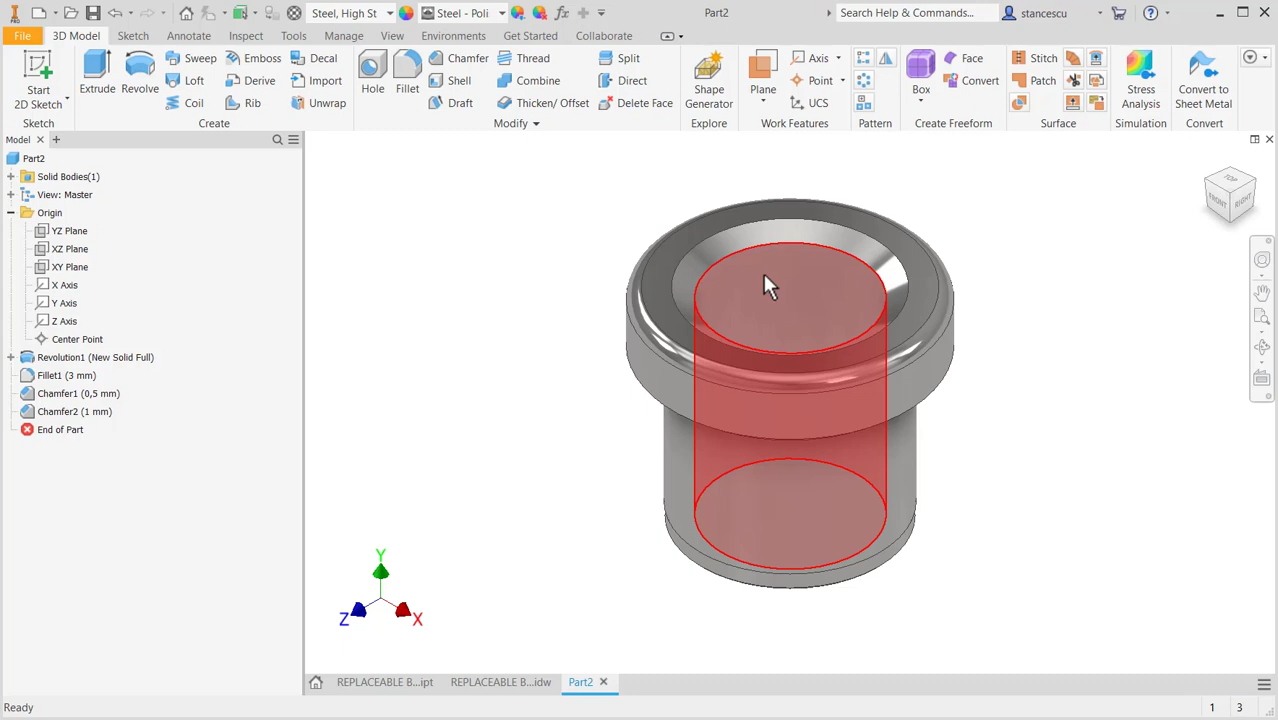 PRO
Steel, High St
Steel - Poli
Part2
Search Help & Commands...
stancescu
File
3D Model
Sketch
Annotate
Inspect
Tools
Manage
View
Environments
Get Started
Collaborate
Start
2D Sketch
Extrude
Revolve
Sweep
Loft
Coil
Emboss
Derive
Rib
Decal
Import
Unwrap
Hole
Fillet
Chamfer
Shell
Draft
Thread
Combine
Thicken/ Offset
Split
Direct
Delete Face
Shape
Generator
Plane
Axis
Point
UCS
Box
Face
Convert
Stitch
Patch
Stress
Analysis
Convert to
Sheet Metal
Sketch
Create
Modify
Explore
Work Features
Pattern
Create Freeform
Surface
Simulation
Convert
Model
Part2
Solid Bodies(1)
View: Master
Origin
YZ Plane
XZ Plane
XY Plane
X Axis
Y Axis
Z Axis
Center Point
Revolution1 (New Solid Full)
Fillet1 (3 mm)
Chamfer1 (0,5 mm)
Chamfer2 (1 mm)
End of Part
TOP
FRONT
RIGHT
Y
Z
X
REPLACEABLE B...ipt
REPLACEABLE B...idw
Part2
Ready
1
3